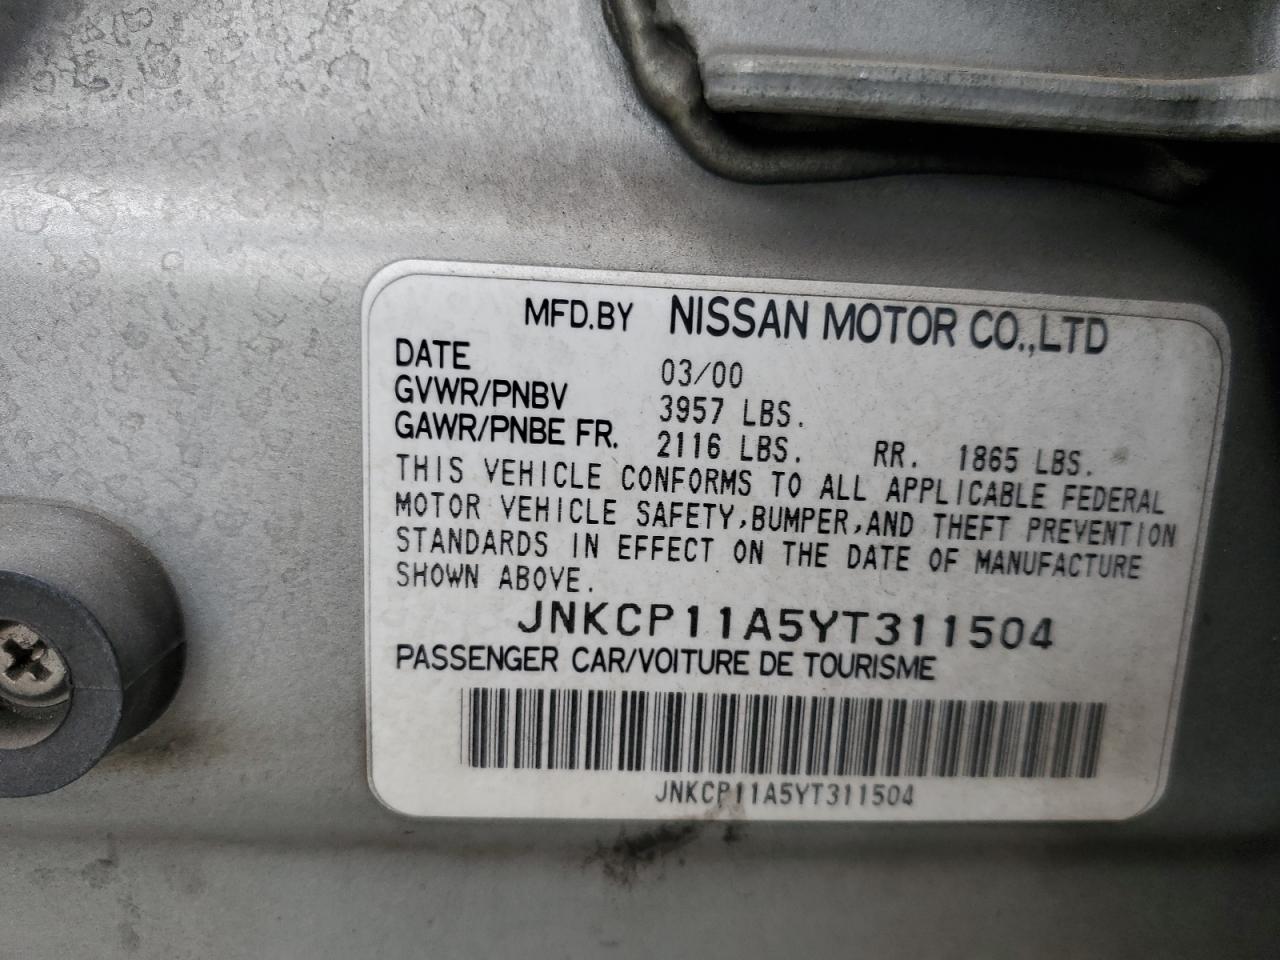 MFD.BY NISSAN MOTOR CO.,LTD
DATE 03/00
GVWR/PNBV 3957 LBS.
GAWR/PNBE FR. 2116 LBS. RR. 1865 LBS.
THIS VEHICLE CONFORMS TO ALL APPLICABLE FEDERAL
MOTOR VEHICLE SAFETY,BUMPER,AND THEFT PREVENTION
STANDARDS IN EFFECT ON THE DATE OF MANUFACTURE
SHOWN ABOVE.
JNKCP11A5YT311504
PASSENGER CAR/VOITURE DE TOURISME
JNKCP11A5YT311504